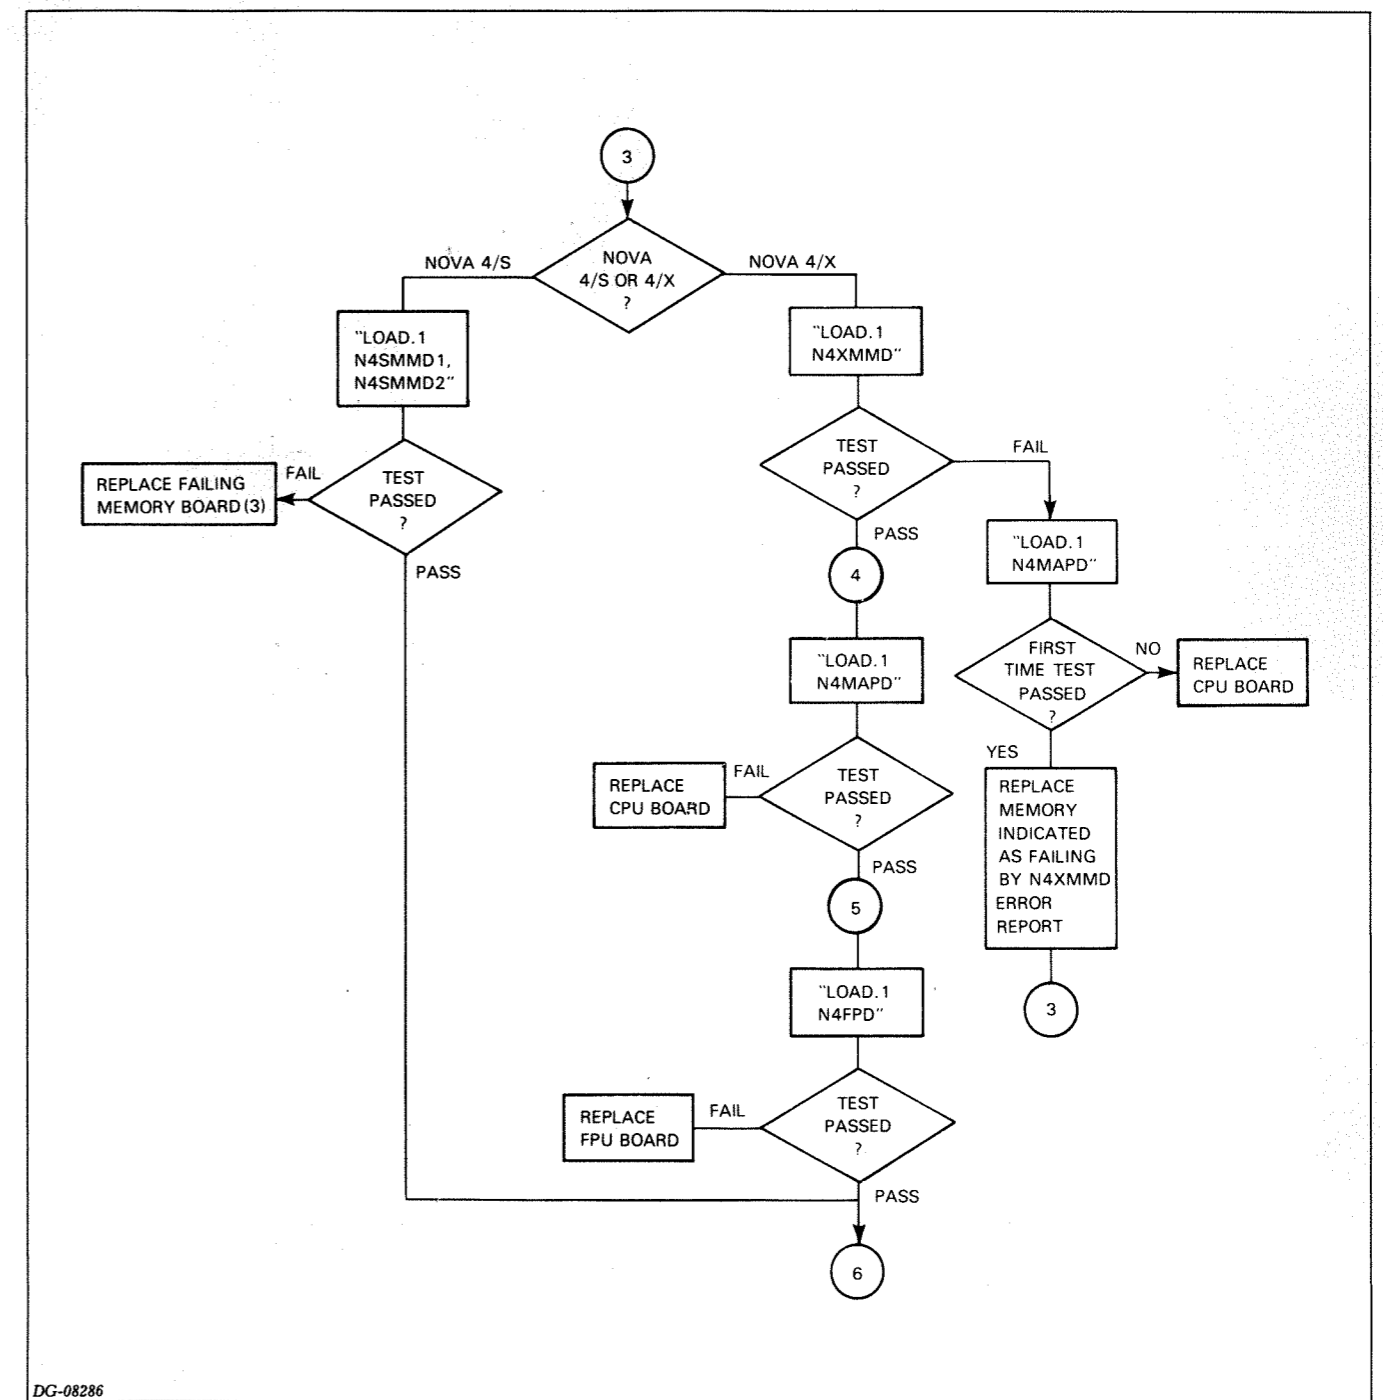 3
NOVA
4/S OR 4/X
?
NOVA 4/S
NOVA 4/X
"LOAD.1
N4SMMD1,
N4SMMD2"
"LOAD.1
N4XMMD"
TEST
PASSED
?
FAIL
REPLACE FAILING
MEMORY BOARD (3)
PASS
TEST
PASSED
?
FAIL
PASS
"LOAD.1
N4MAPD"
4
FIRST
TIME TEST
PASSED
?
NO
REPLACE
CPU BOARD
YES
REPLACE
MEMORY
INDICATED
AS FAILING
BY N4XMMD
ERROR
REPORT
3
"LOAD.1
N4MAPD"
TEST
PASSED
?
FAIL
REPLACE
CPU BOARD
PASS
5
"LOAD.1
N4FPD"
TEST
PASSED
?
FAIL
REPLACE
FPU BOARD
PASS
6
DG-08286